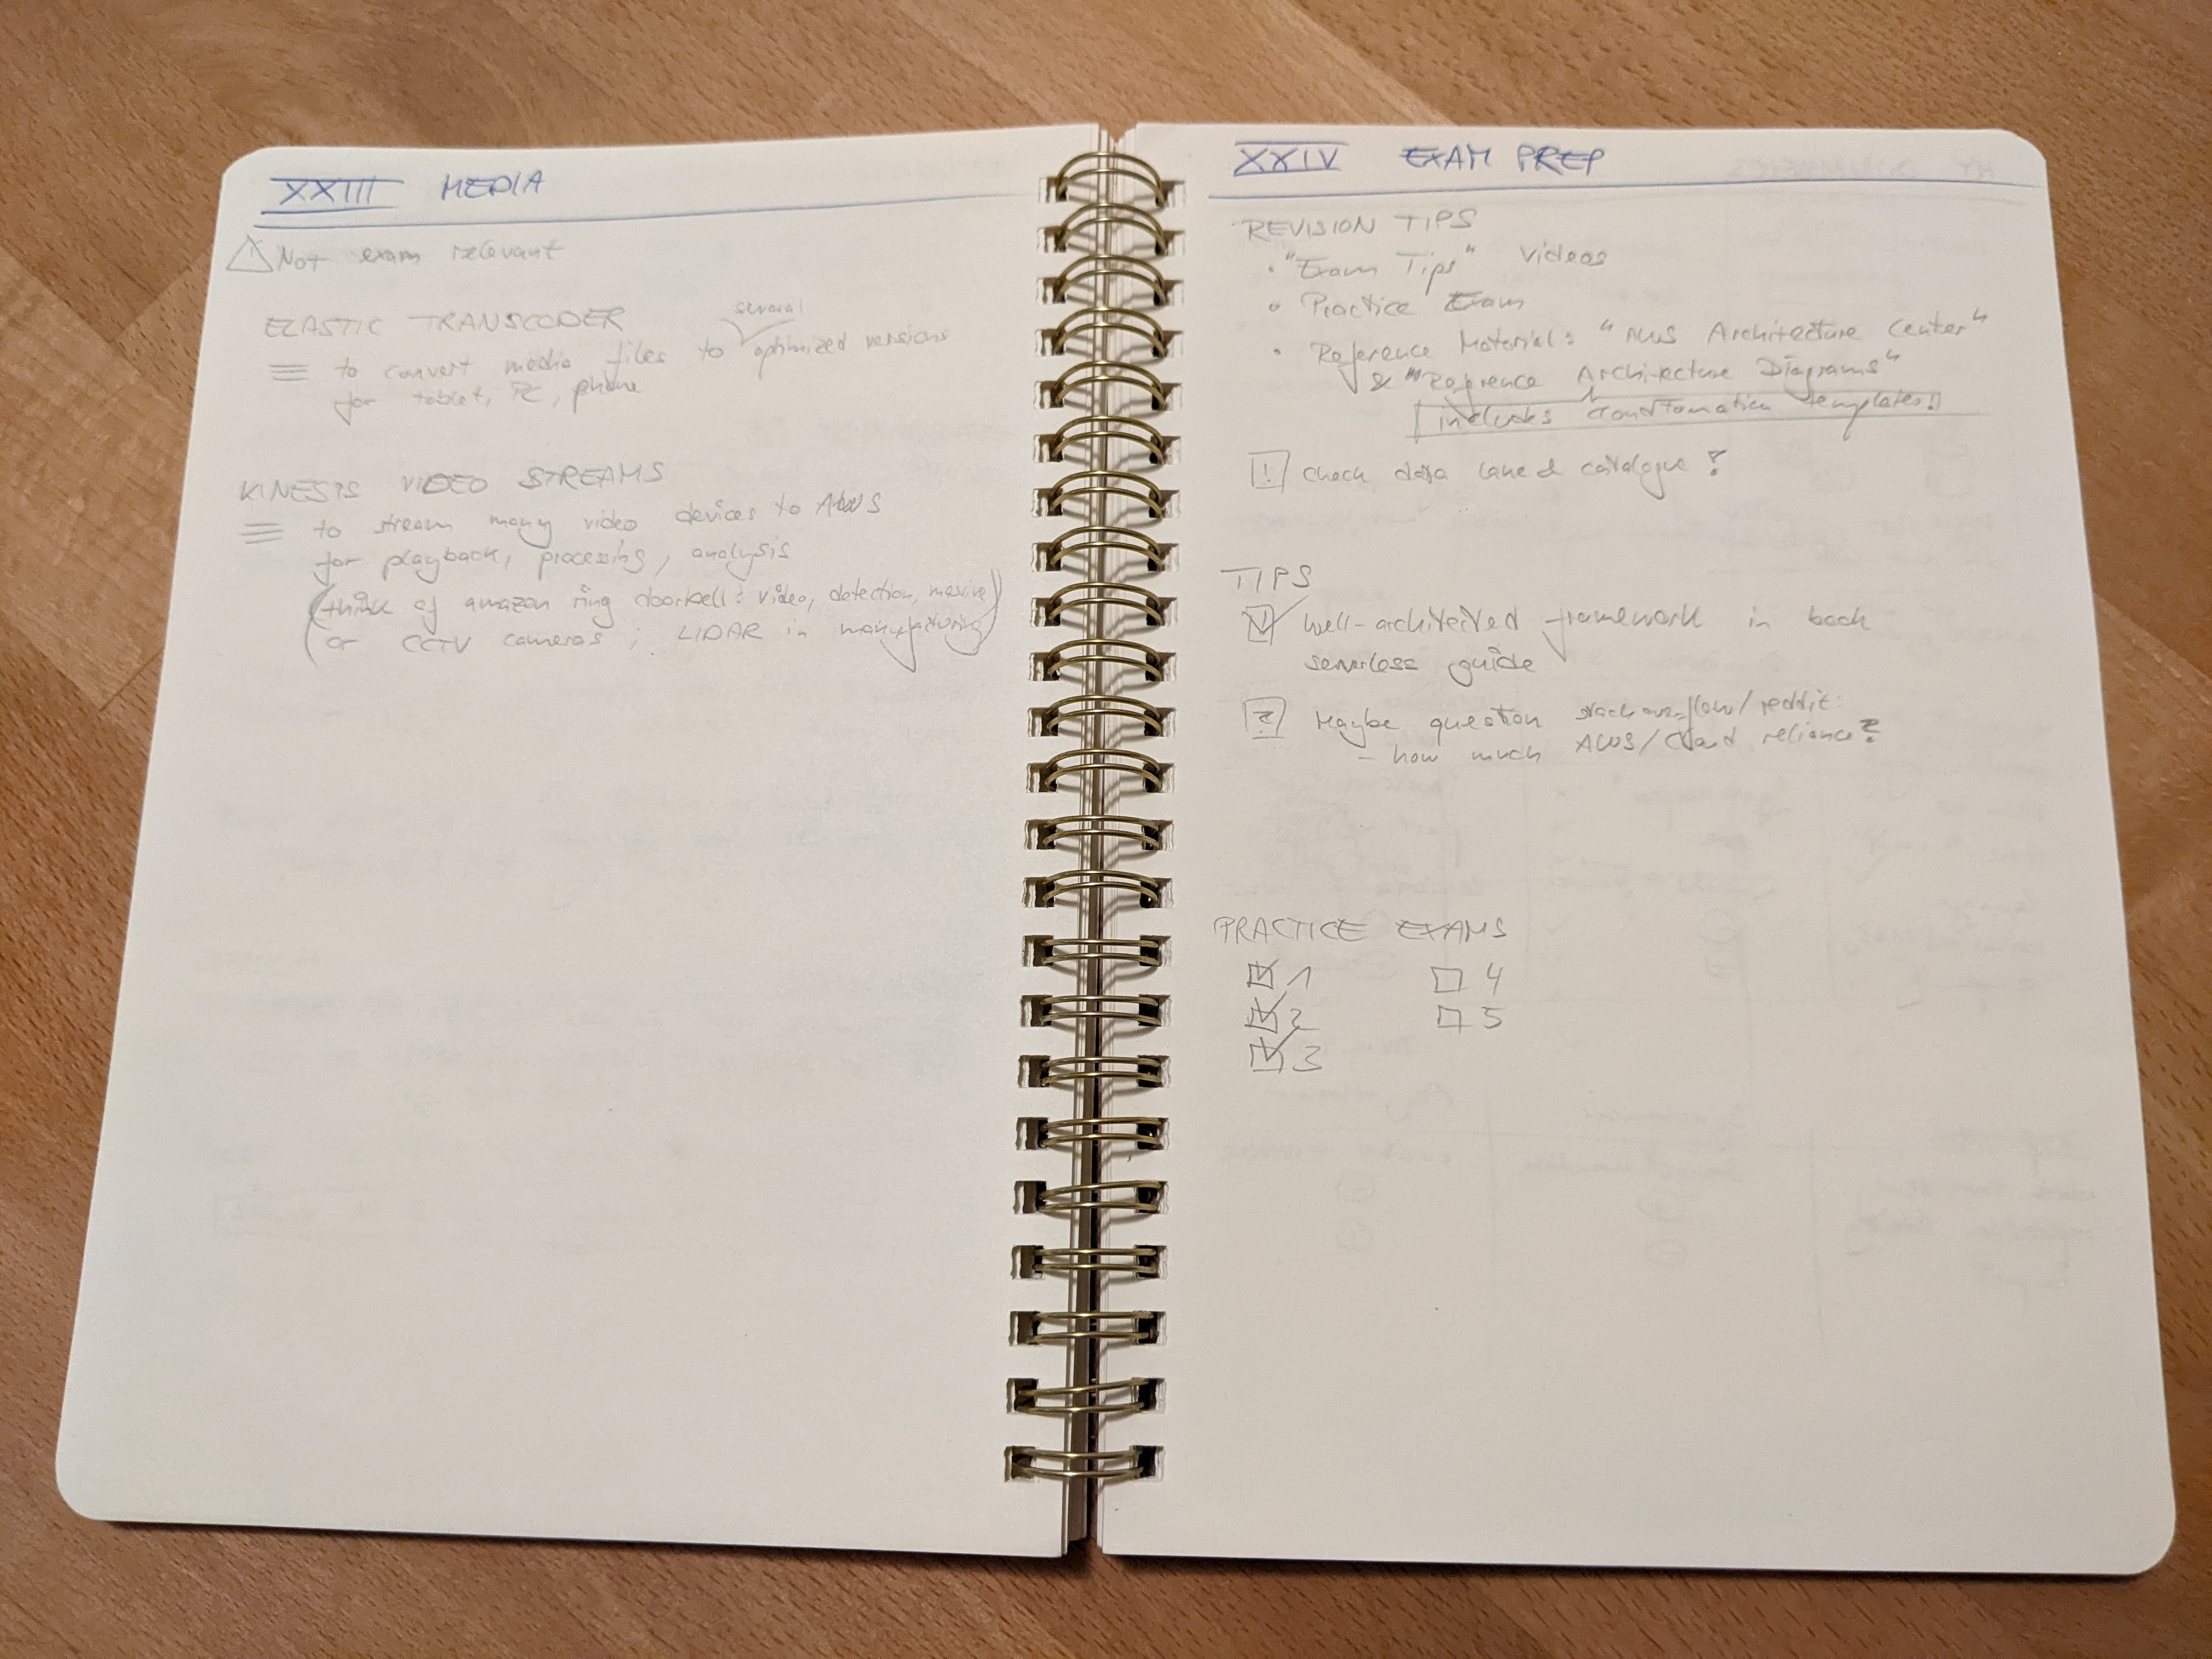 XXIII MEDIA
! Not exam relevant
ELASTIC TRANSCODER
several
to convert media files to optimized versions
for tablet, PC, phone
KINESIS VIDEO STREAMS
to stream many video devices to AWS
for playback, processing, analysis
(think of amazon ring doorbell: video, detection, massive
or CCTV cameras; LIDAR in manufacturing)
XXIV EXAM PREP
REVISION TIPS
• "Exam Tips" videos
• Practice Exam
• Reference Material: "AWS Architecture Center"
& "Reference Architecture Diagrams"
includes CloudFormation templates!
! check data catalogue ?
TIPS
well-architected framework in back
serverless guide
? Maybe question stackoverflow/reddit:
- how much AWS/Cloud reliance?
PRACTICE EXAMS
1 4
2 5
3